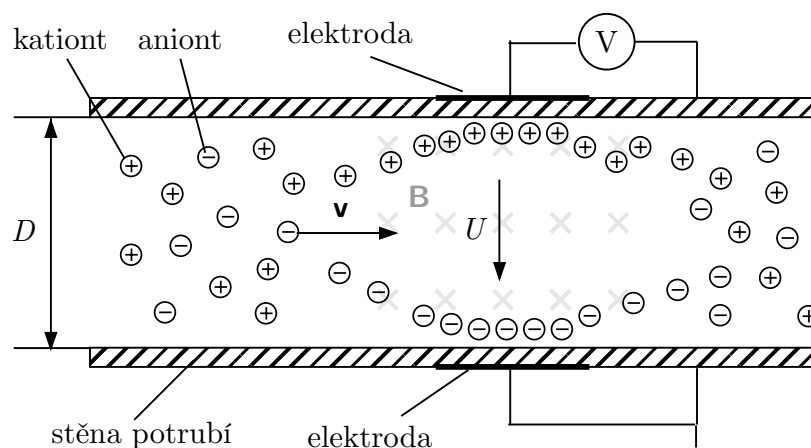 kationt
aniont
elektroda
V
B
v
D
U
stěna potrubí
elektroda